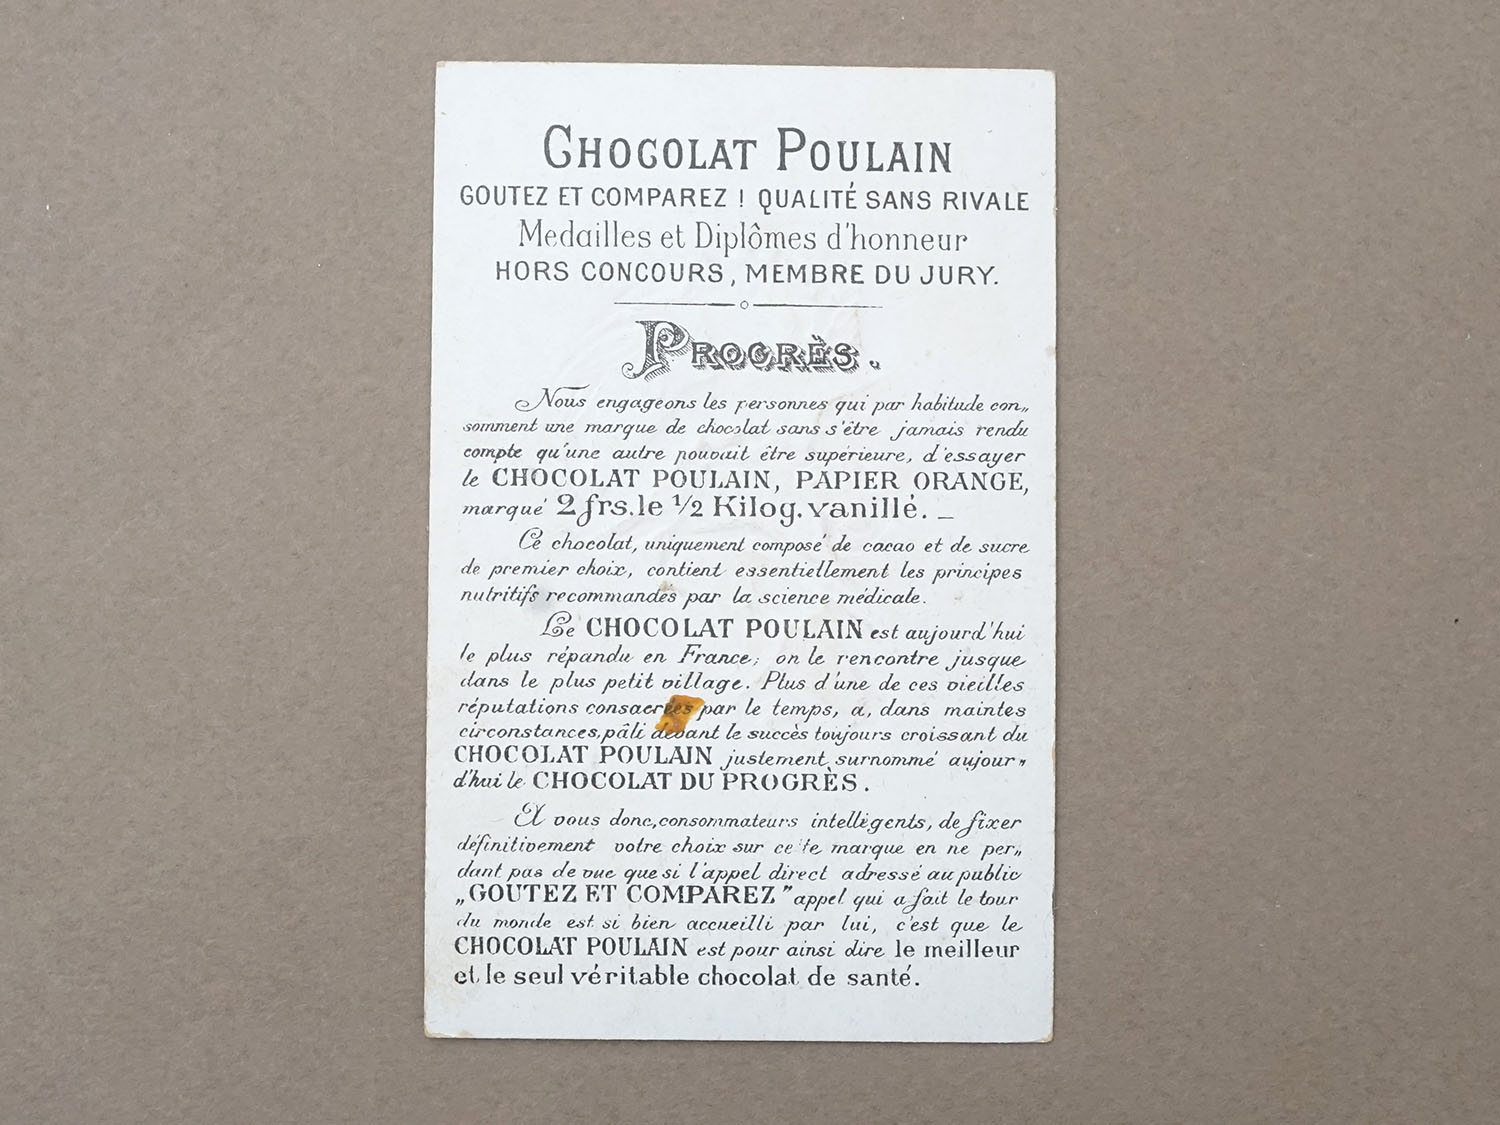 CHOCOLAT POULAIN
GOUTEZ ET COMPAREZ ! QUALITÉ SANS RIVALE
Medailles et Diplômes d'honneur
HORS CONCOURS, MEMBRE DU JURY.
PROGRÈS.
Nous engageons les personnes qui par habitude con„
somment une marque de chocolat sans s'être jamais rendu
compte qu'une autre pouvait être supérieure, d'essayer
le CHOCOLAT POULAIN, PAPIER ORANGE,
marqué 2 frs. le ½ Kilog. vanillé. _
Ce chocolat, uniquement composé de cacao et de sucre
de premier choix, contient essentiellement les principes
nutritifs recommandés par la science médicale.
Le CHOCOLAT POULAIN est aujourd'hui
le plus répandu en France; on le rencontre jusque
dans le plus petit village. Plus d'une de ces vieilles
réputations consacrées par le temps, a, dans maintes
circonstances, pâli devant le succès toujours croissant du
CHOCOLAT POULAIN justement surnommé aujour„
d'hui le CHOCOLAT DU PROGRÈS.
A vous donc, consommateurs intellègents, de fixer
définitivement votre choix sur cette marque en ne per„
dant pas de vue que si l'appel direct adressé au public
„GOUTEZ ET COMPAREZ" appel qui a fait le tour
du monde est si bien accueilli par lui, c'est que le
CHOCOLAT POULAIN est pour ainsi dire le meilleur
et le seul véritable chocolat de santé.